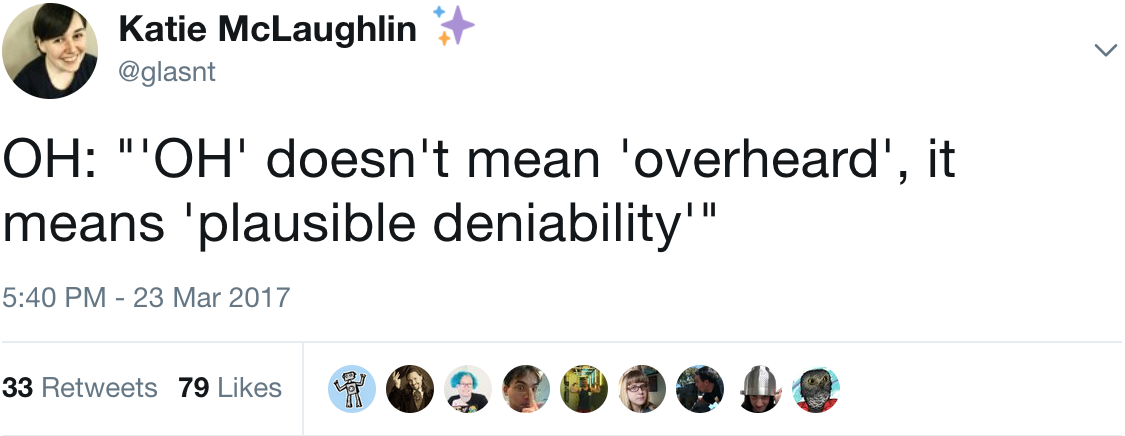 Katie McLaughlin
@glasnt
OH: "'OH' doesn't mean 'overheard', it
means 'plausible deniability'"
5:40 PM - 23 Mar 2017
33 Retweets 79 Likes